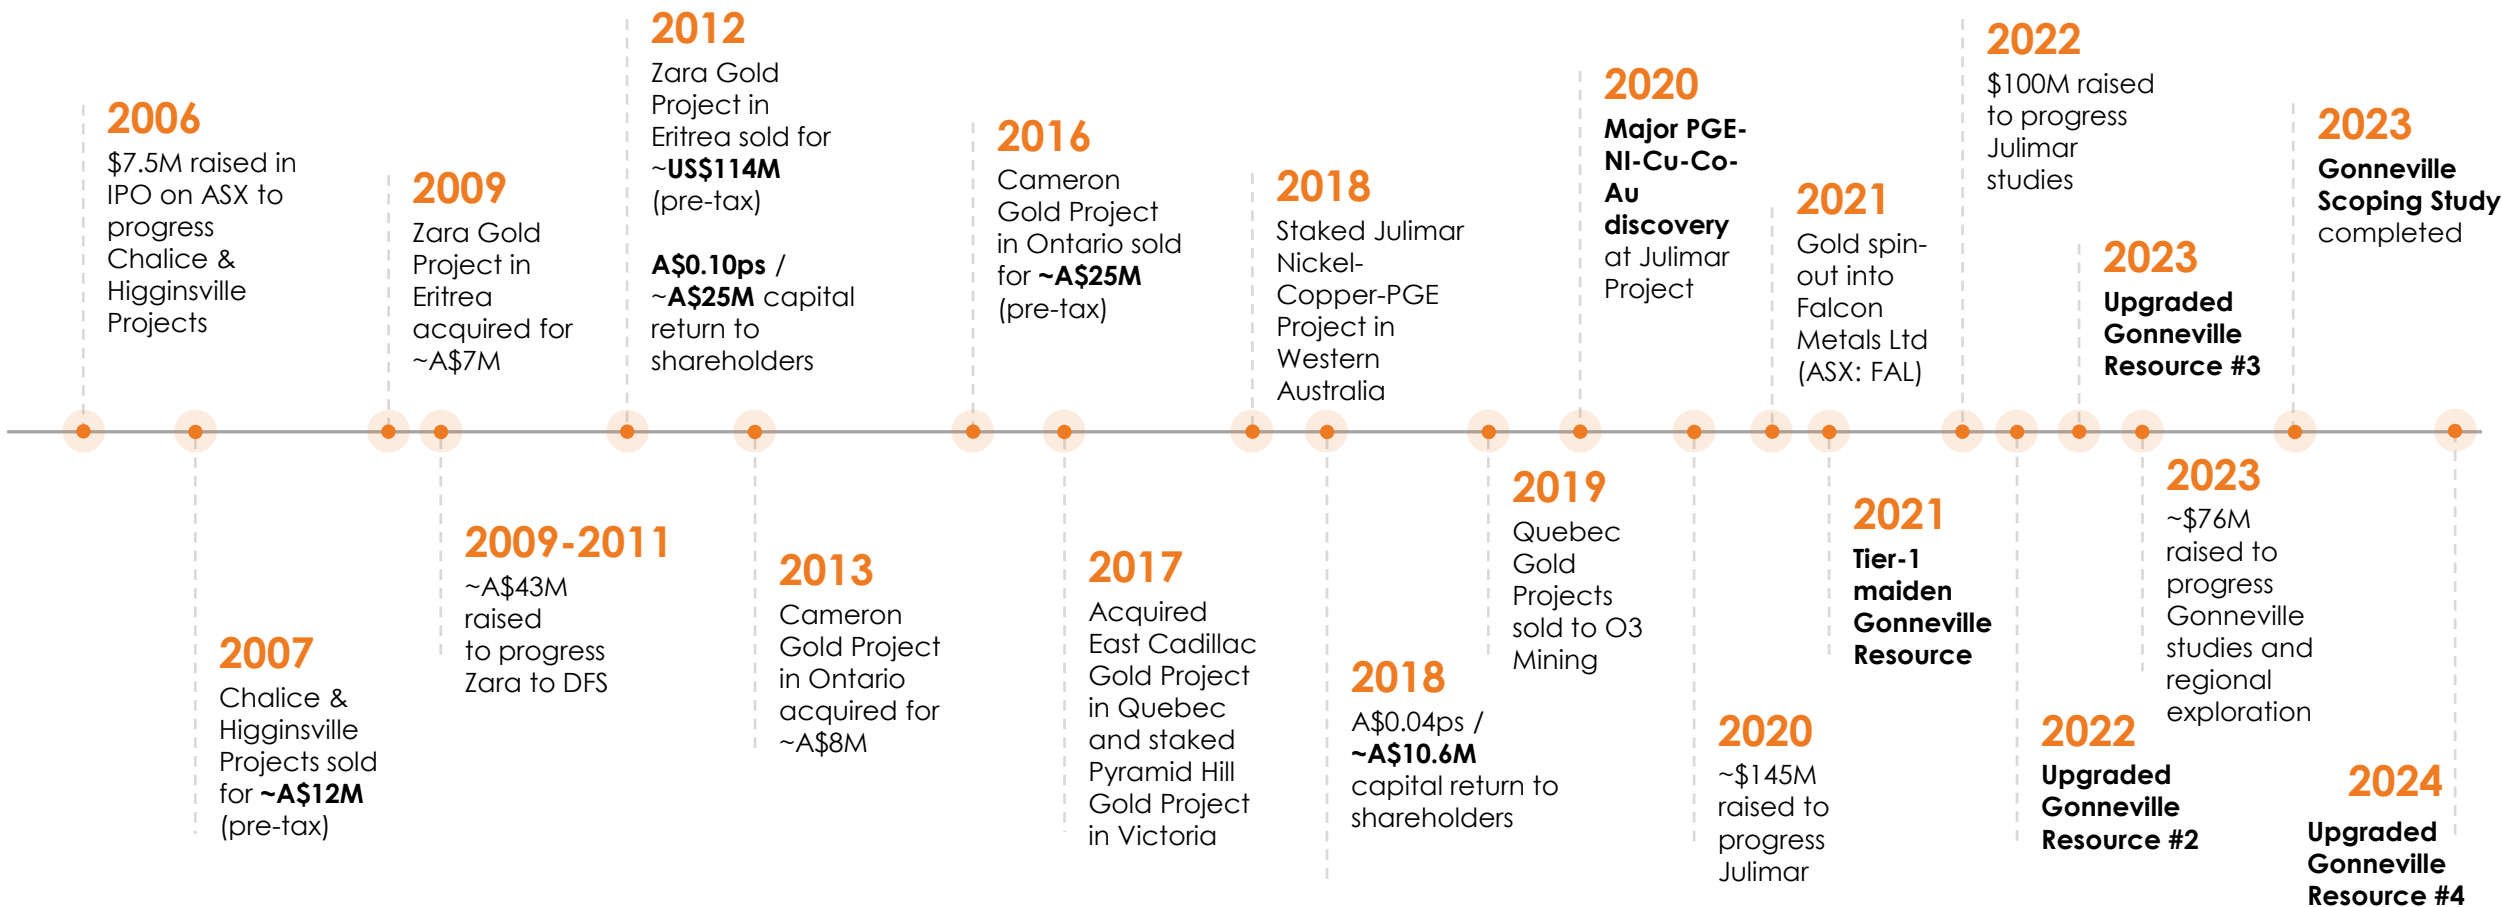 2006
$7.5M raised in
IPO on ASX to
progress
Chalice &
Higginsville
Projects
2007
Chalice &
Higginsville
Projects sold
for ~A$12M
(pre-tax)
2009
Zara Gold
Project in
Eritrea
acquired for
~A$7M
2009-2011
~A$43M
raised
to progress
Zara to DFS
2012
Zara Gold
Project in
Eritrea sold for
~US$114M
(pre-tax)
A$0.10ps /
~A$25M capital
return to
shareholders
2013
Cameron
Gold Project
in Ontario
acquired for
~A$8M
2016
Cameron
Gold Project
in Ontario sold
for ~A$25M
(pre-tax)
2017
Acquired
East Cadillac
Gold Project
in Quebec
and staked
Pyramid Hill
Gold Project
in Victoria
2018
Staked Julimar
Nickel-
Copper-PGE
Project in
Western
Australia
2018
A$0.04ps /
~A$10.6M
capital return to
shareholders
2019
Quebec
Gold
Projects
sold to O3
Mining
2020
Major PGE-
NI-Cu-Co-
Au
discovery
at Julimar
Project
2020
~$145M
raised to
progress
Julimar
2021
Gold spin-
out into
Falcon
Metals Ltd
(ASX: FAL)
2021
Tier-1
maiden
Gonneville
Resource
2022
$100M raised
to progress
Julimar
studies
2022
Upgraded
Gonneville
Resource #2
2023
Upgraded
Gonneville
Resource #3
2023
~$76M
raised to
progress
Gonneville
studies and
regional
exploration
2023
Gonneville
Scoping Study
completed
2024
Upgraded
Gonneville
Resource #4